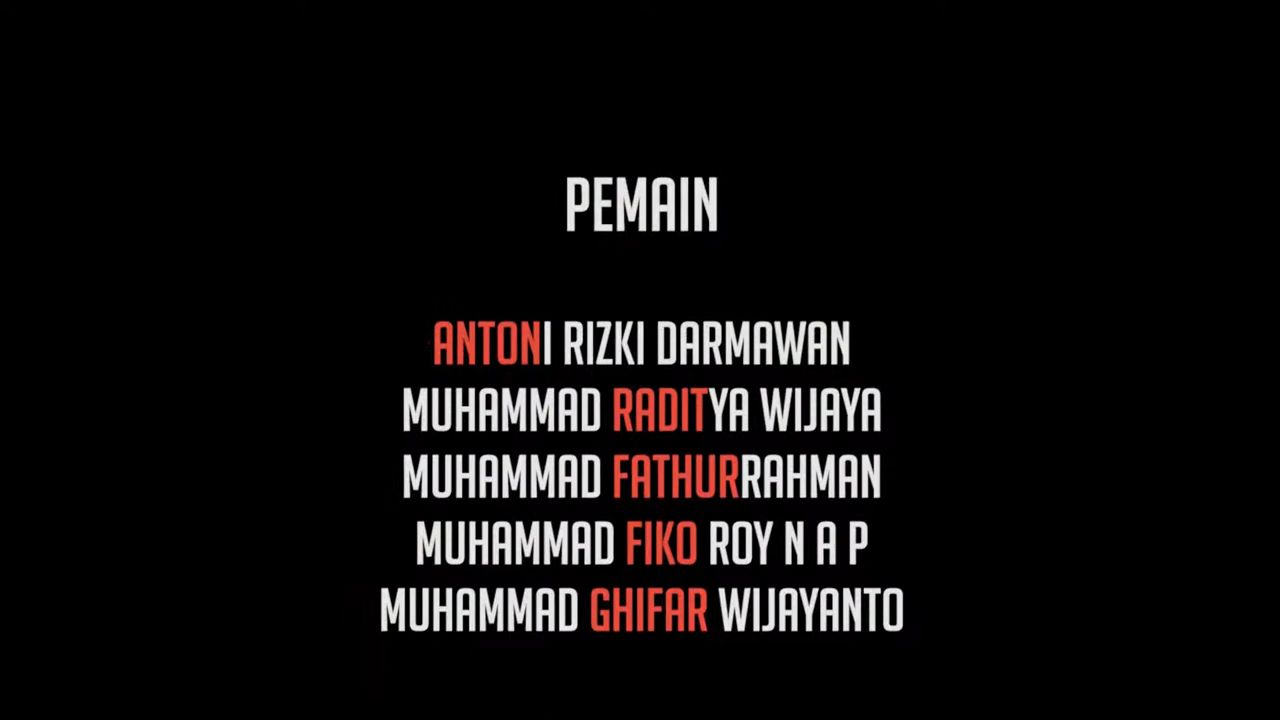 PEMAIN
ANTONI RIZKI DARMAWAN
MUHAMMAD RADITYA WIJAYA
MUHAMMAD FATHURRAHMAN
MUHAMMAD FIKO ROY N A P
MUHAMMAD GHIFAR WIJAYANTO